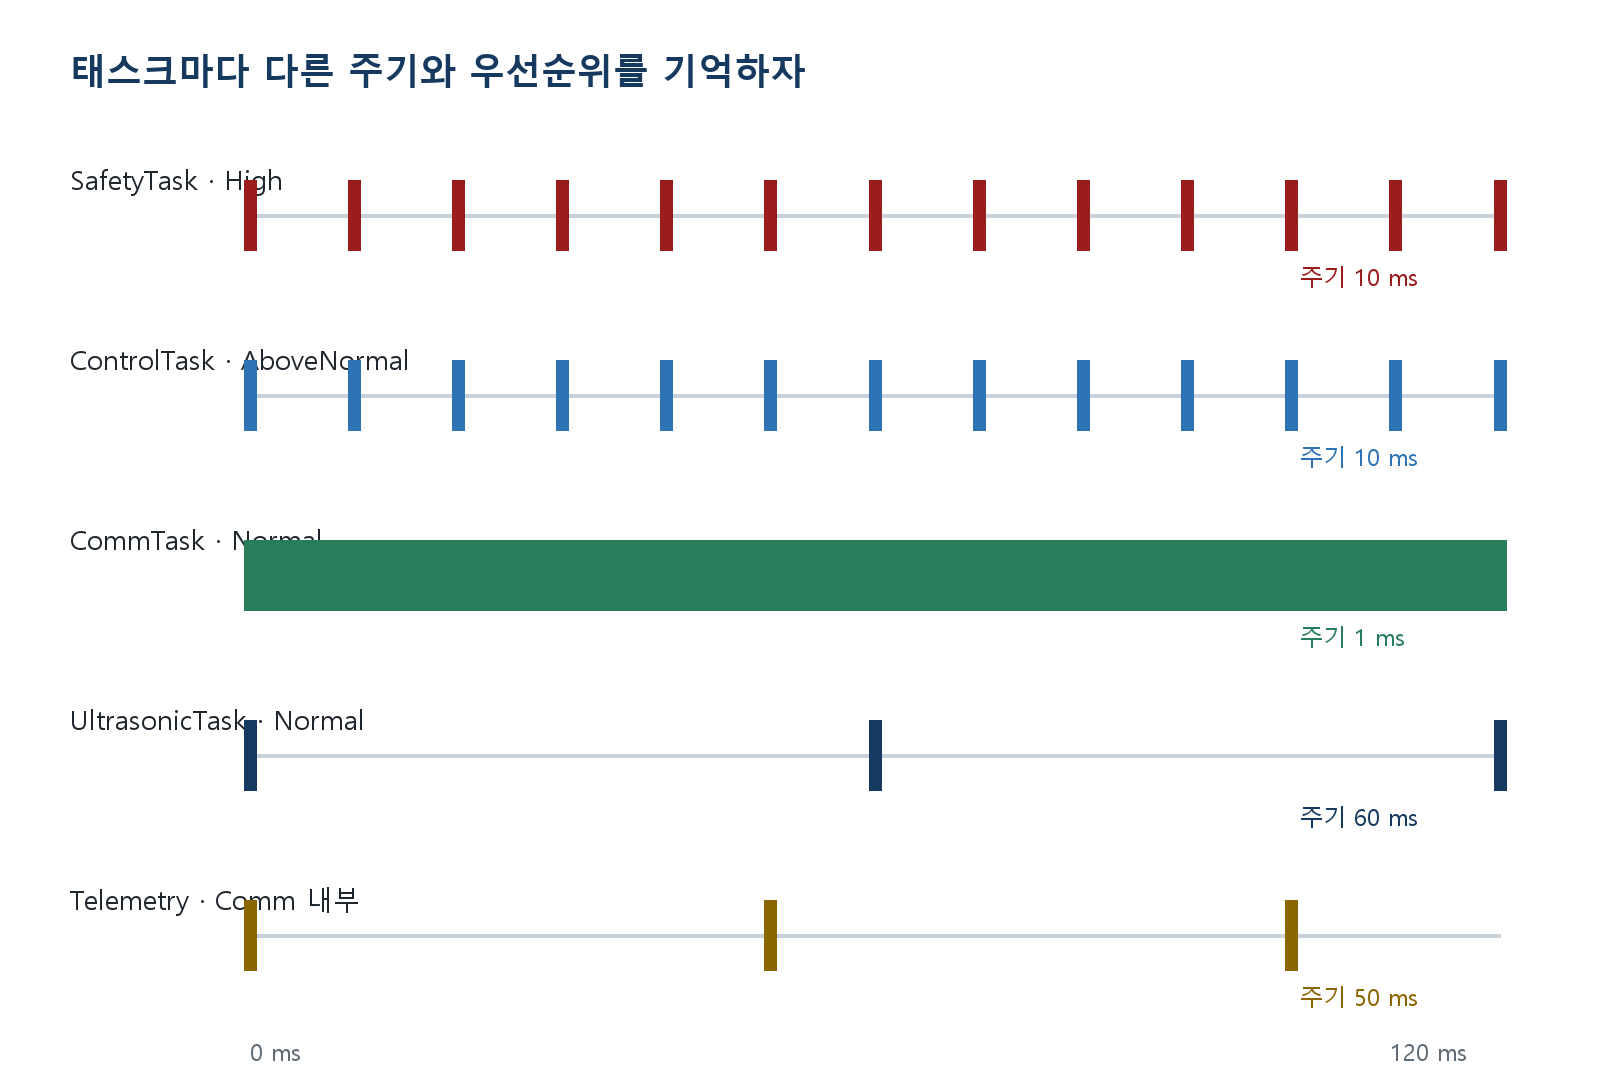 태스크마다 다른 주기와 우선순위를 기억하자
SafetyTask · High
주기 10 ms
ControlTask · AboveNormal
주기 10 ms
CommTask · Normal
주기 1 ms
UltrasonicTask · Normal
주기 60 ms
Telemetry · Comm 내부
주기 50 ms
0 ms
120 ms